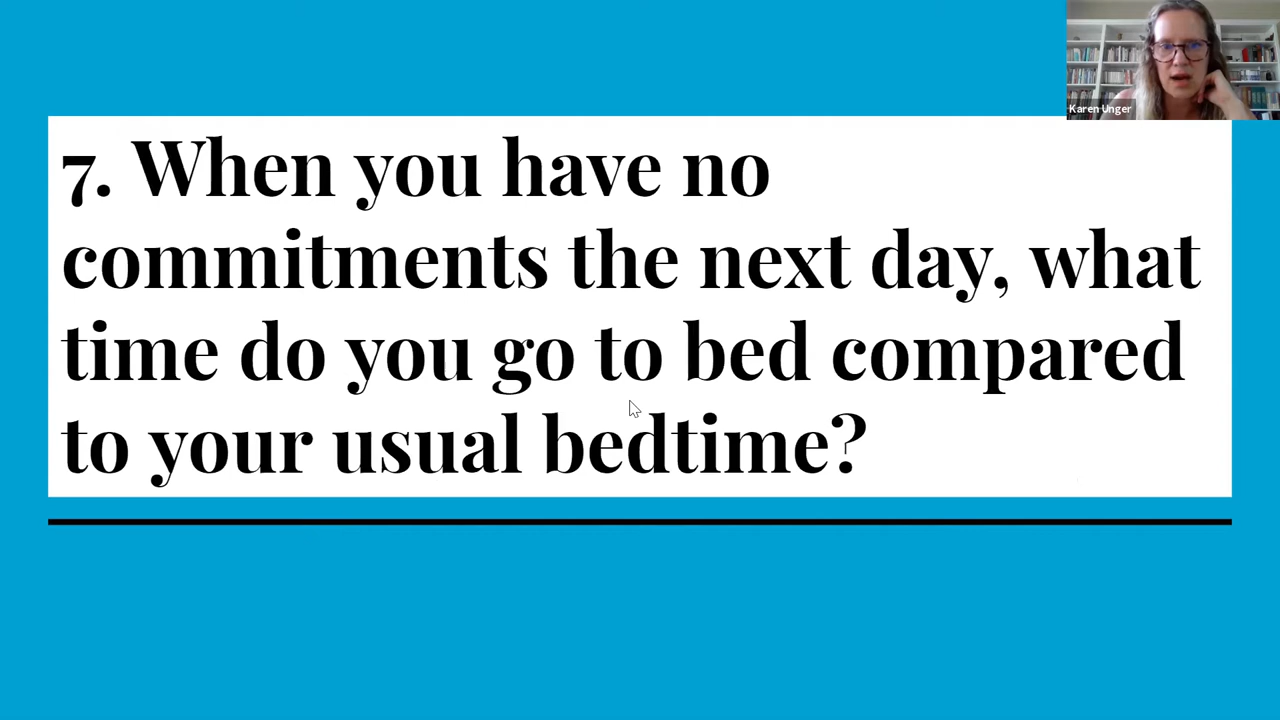 Karen Unger
7. When you have no
commitments the next day, what
time do you go to bed compared
to your usual bedtime?